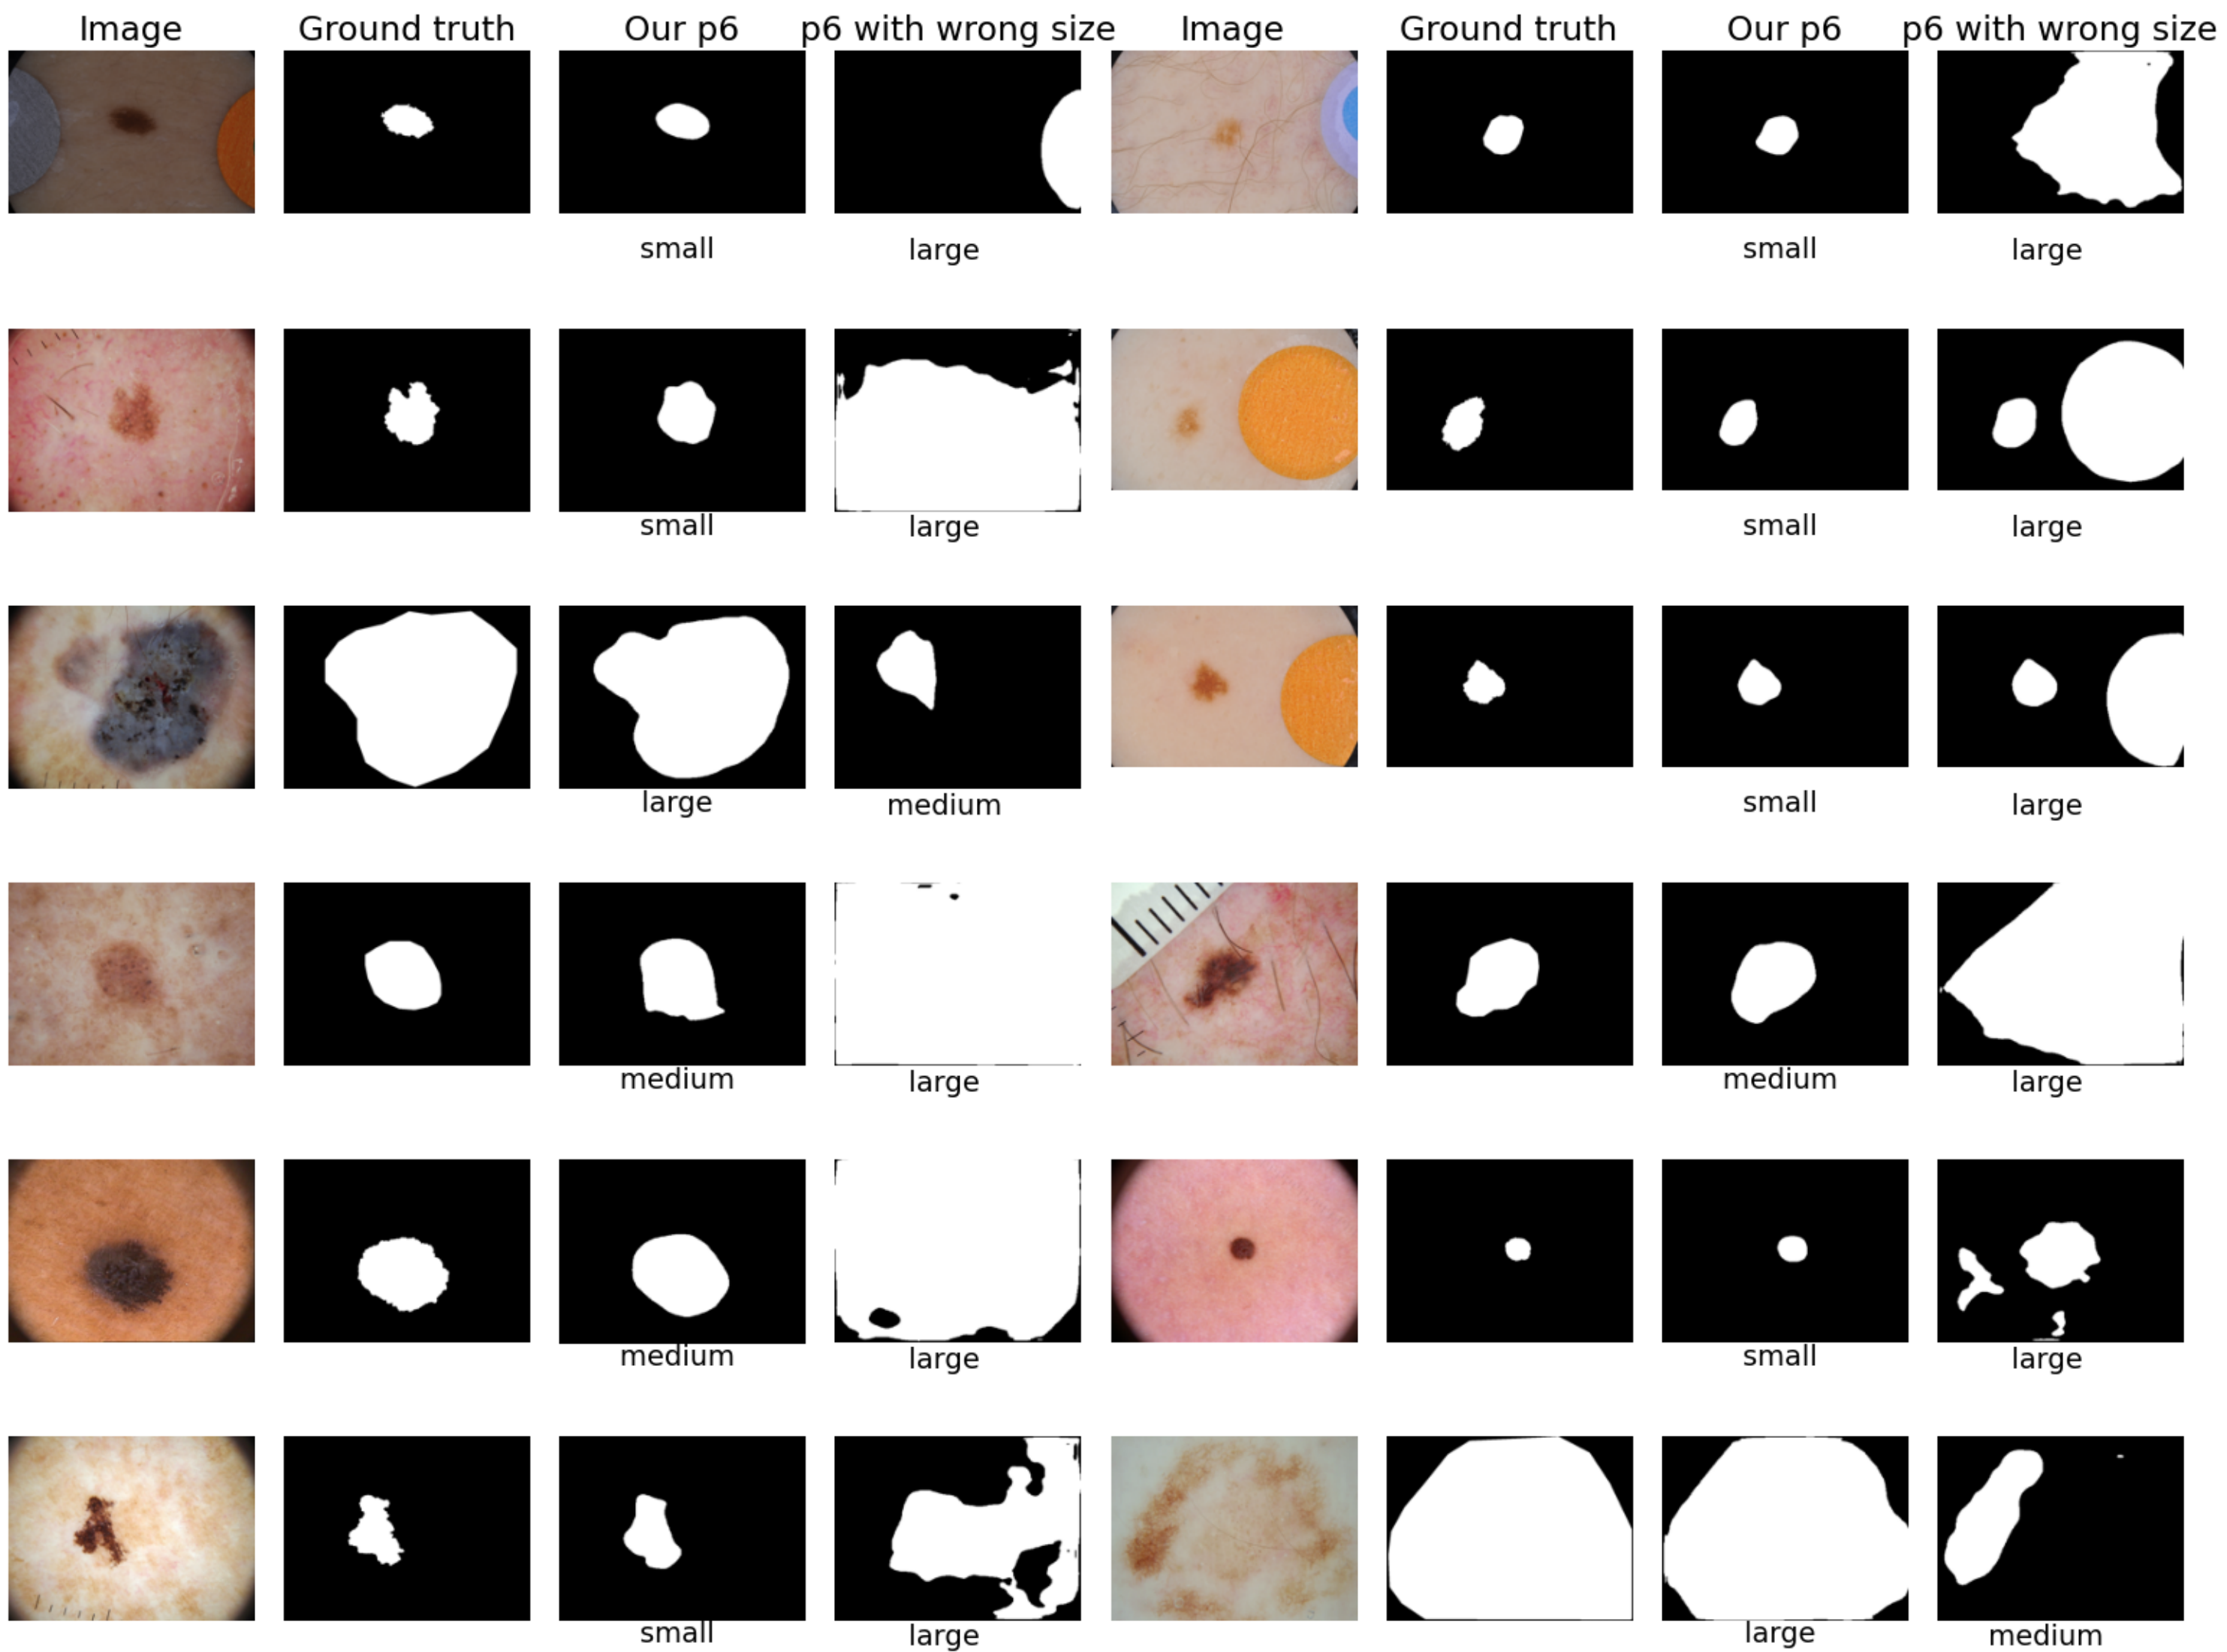 Image Ground truth Our p6 p6 with wrong size Image Ground truth Our p6 p6 with wrong size
small large small large
small large small large
large medium small large
medium large medium large
medium large small large
small large large medium